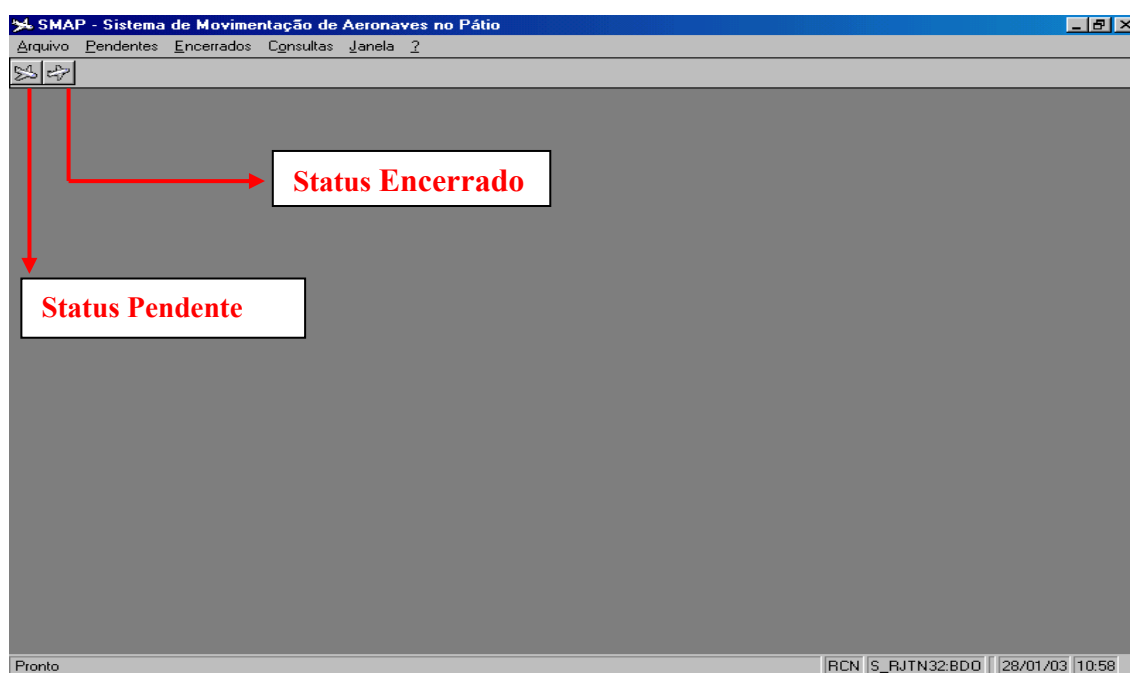 SMAP - Sistema de Movimentação de Aeronaves no Pátio
Arquivo Pendentes Encerrados Consultas Janela ?
Status Encerrado
Status Pendente
Pronto RCN S_RJTN32:BDO 28/01/03 10:58